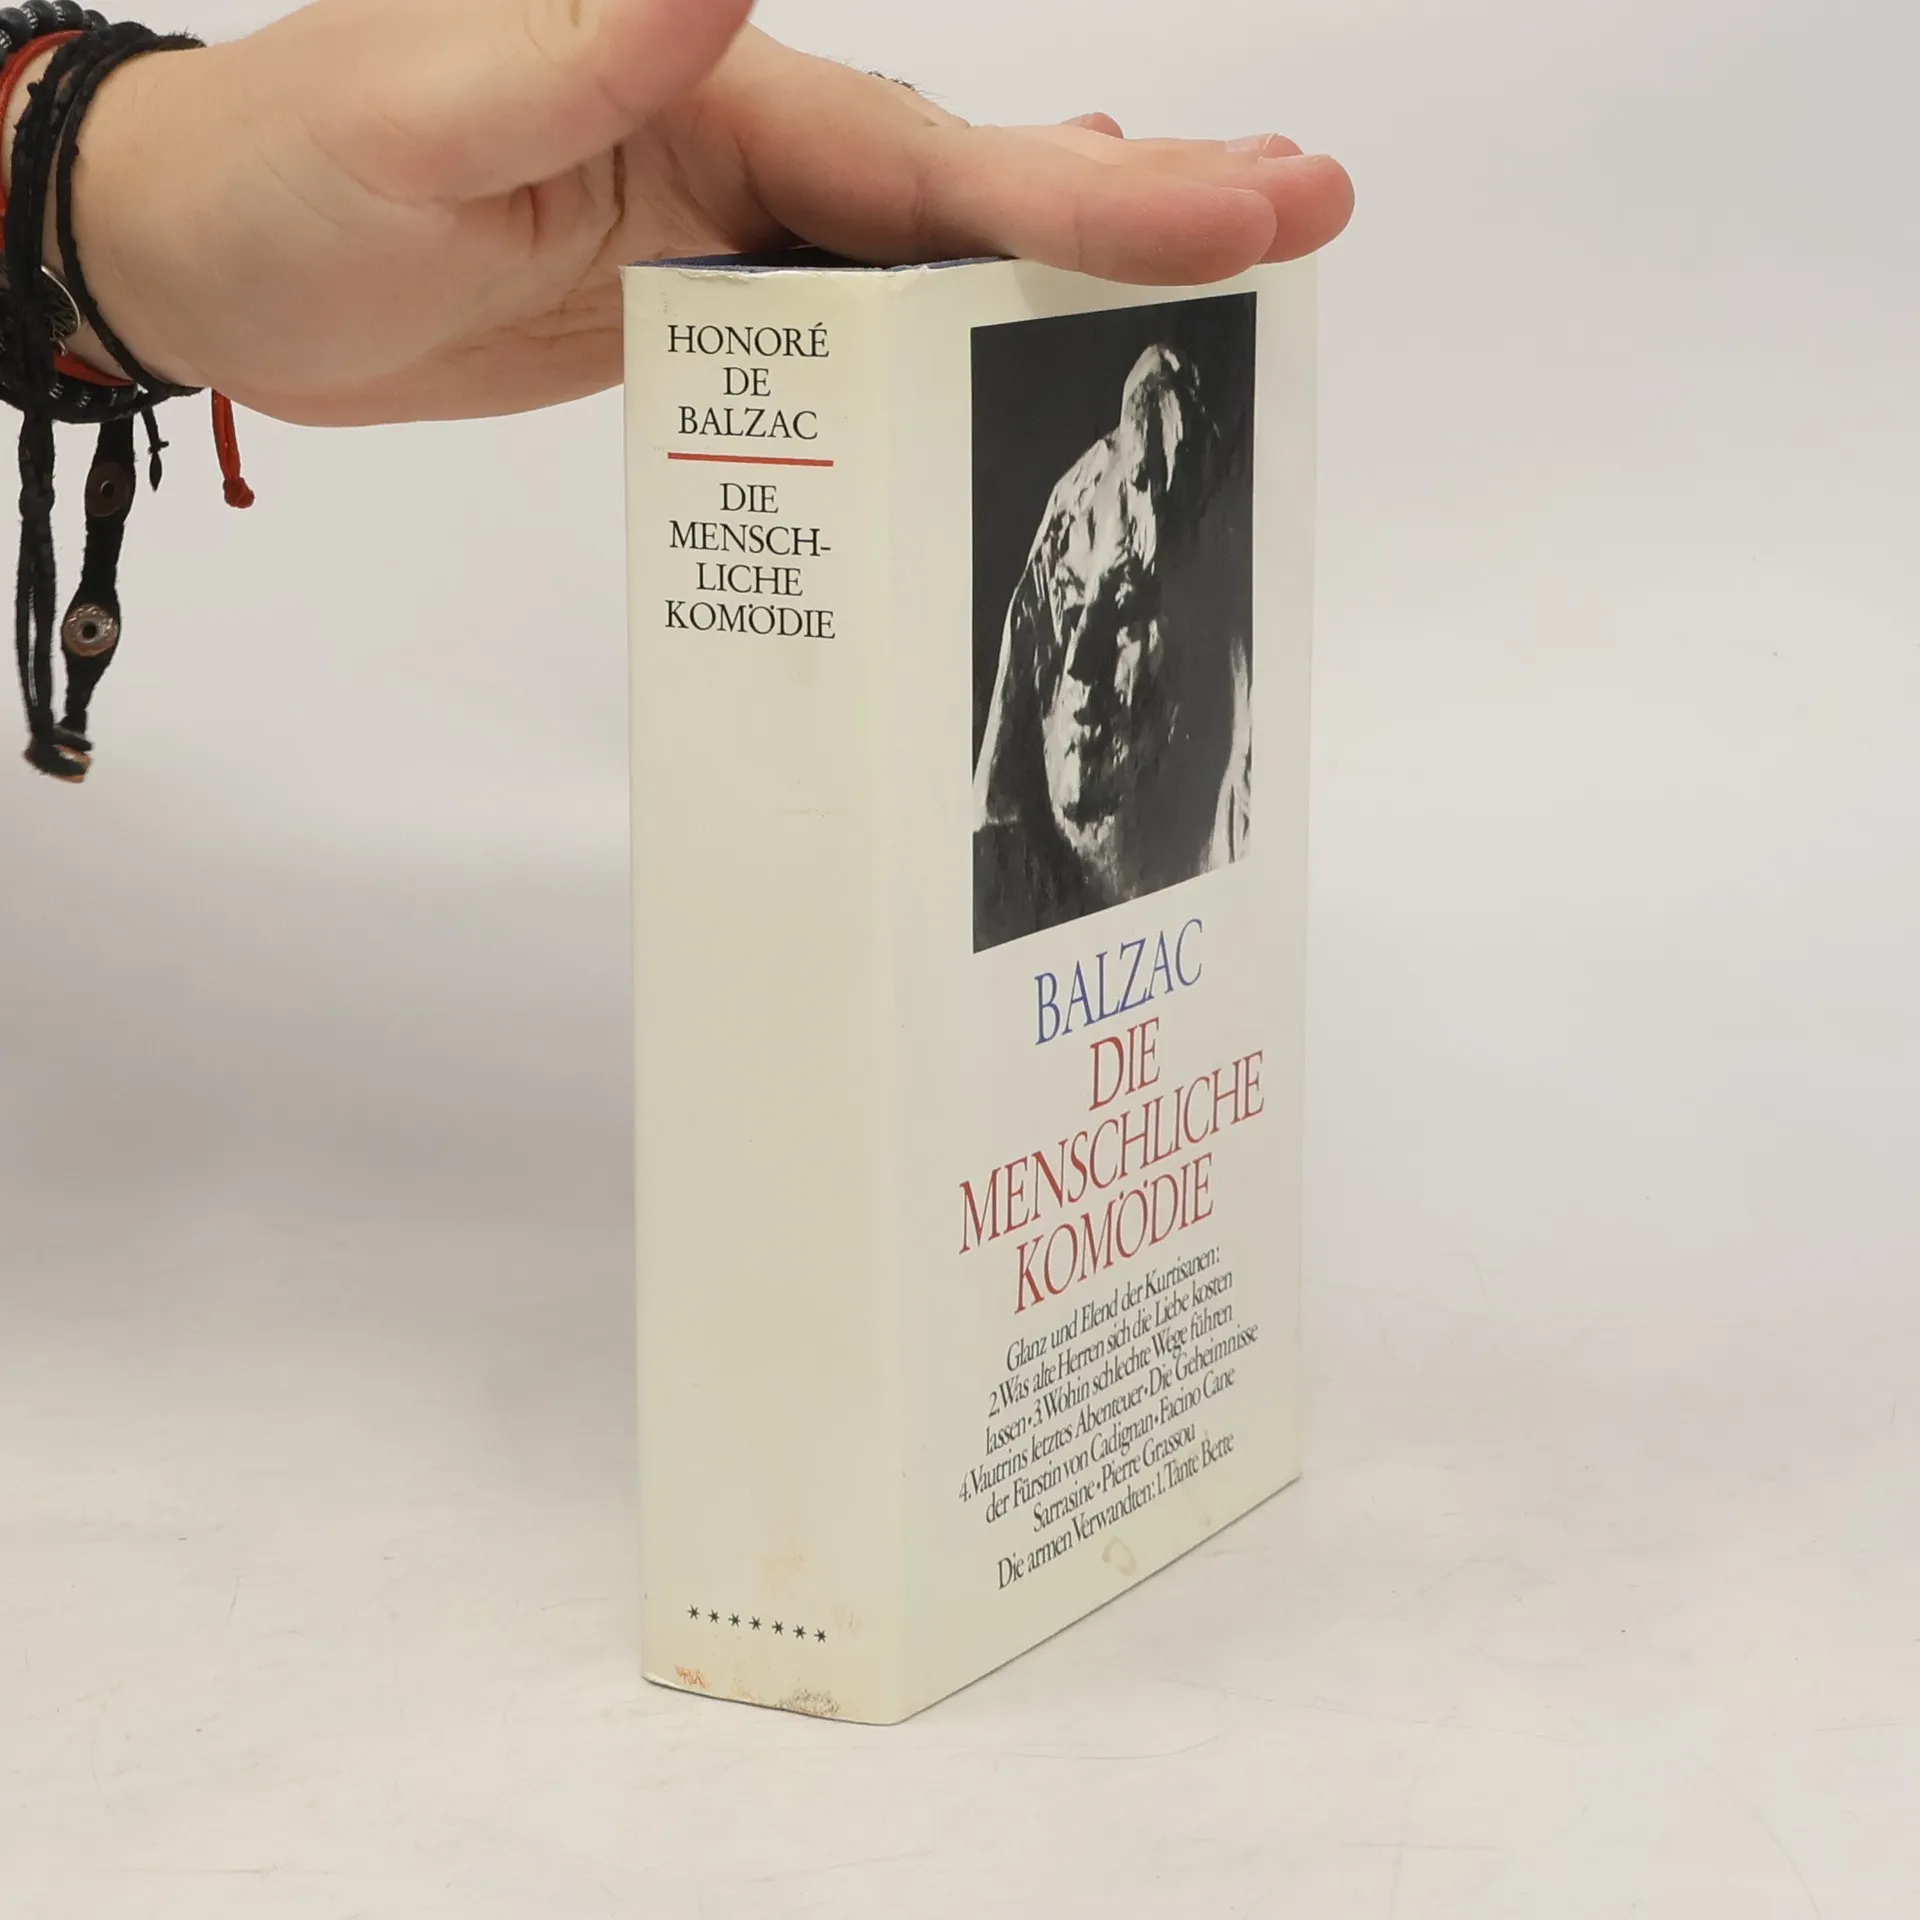 HONORÉ
DE
BALZAC
DIE
MENSCH-
LICHE
KOMÖDIE
*******
BALZAC
DIE
MENSCHLICHE
KOMÖDIE
Glanz und Elend der Kurtisanen:
2. Was alte Herren sich die Liebe kosten
lassen • 3. Wohin schlechte Wege führen
4. Vautrins letztes Abenteuer • Die Geheimnisse
der Fürstin von Cadignan • Facino Cane
Sarrasine • Pierre Grassou
Die armen Verwandten: 1. Tante Bette